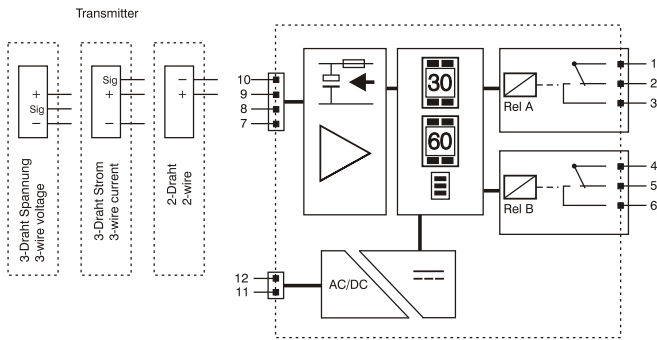 Transmitter
+
Sig
−
3-Draht Spannung
3-wire voltage
Sig
+
−
3-Draht Strom
3-wire current
−
+
2-Draht
2-wire
10
9
8
7
12
11
30
60
AC/DC
Rel A
1
2
3
Rel B
4
5
6